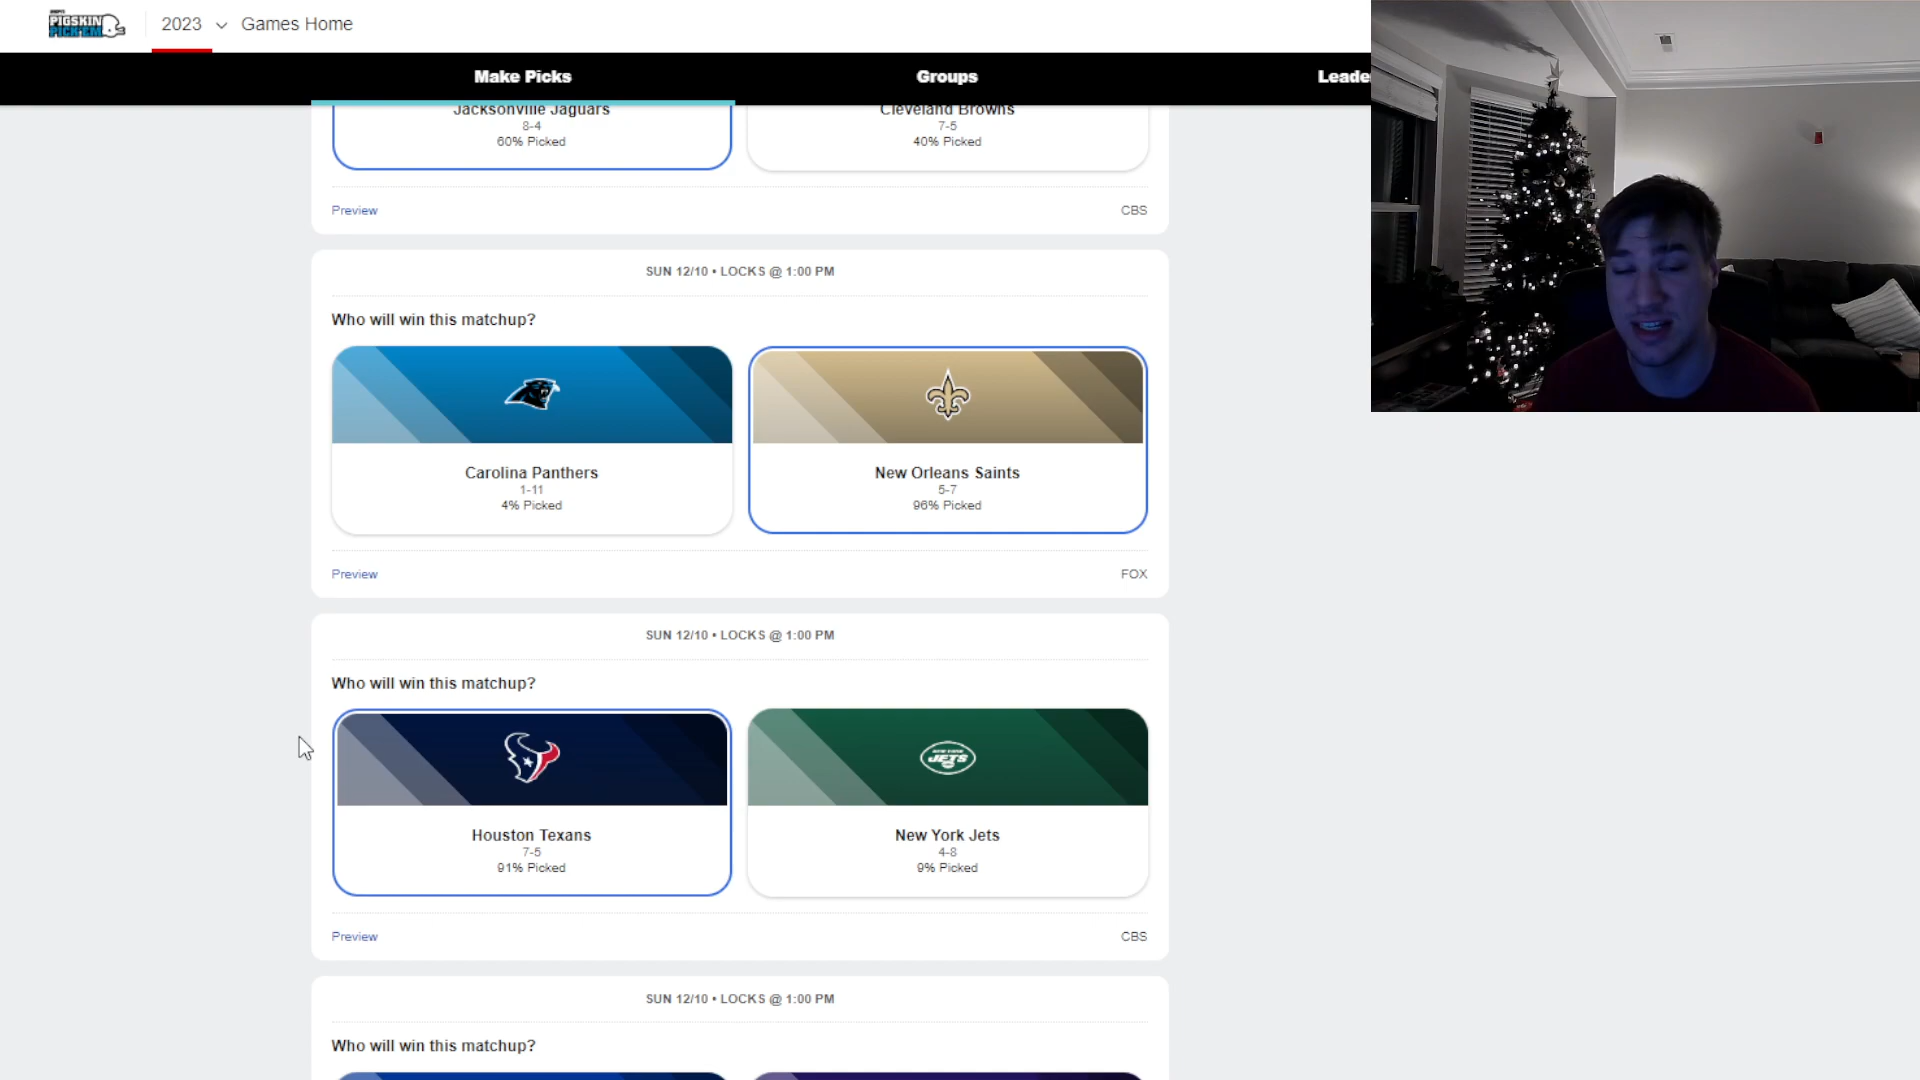 PIGSKIN
PICK'EM
2023
Games Home
Make Picks
Groups
Leade
Jacksonville Jaguars
Cleveland Browns
8-4
7-5
60% Picked
40% Picked
Preview
CBS
SUN 12/10 • LOCKS @ 1:00 PM
Who will win this matchup?
Carolina Panthers
New Orleans Saints
1-11
5-7
4% Picked
96% Picked
Preview
FOX
SUN 12/10 • LOCKS @ 1:00 PM
Who will win this matchup?
NEW YORK
JETS
Houston Texans
New York Jets
7-5
4-8
91% Picked
9% Picked
Preview
CBS
SUN 12/10 • LOCKS @ 1:00 PM
Who will win this matchup?